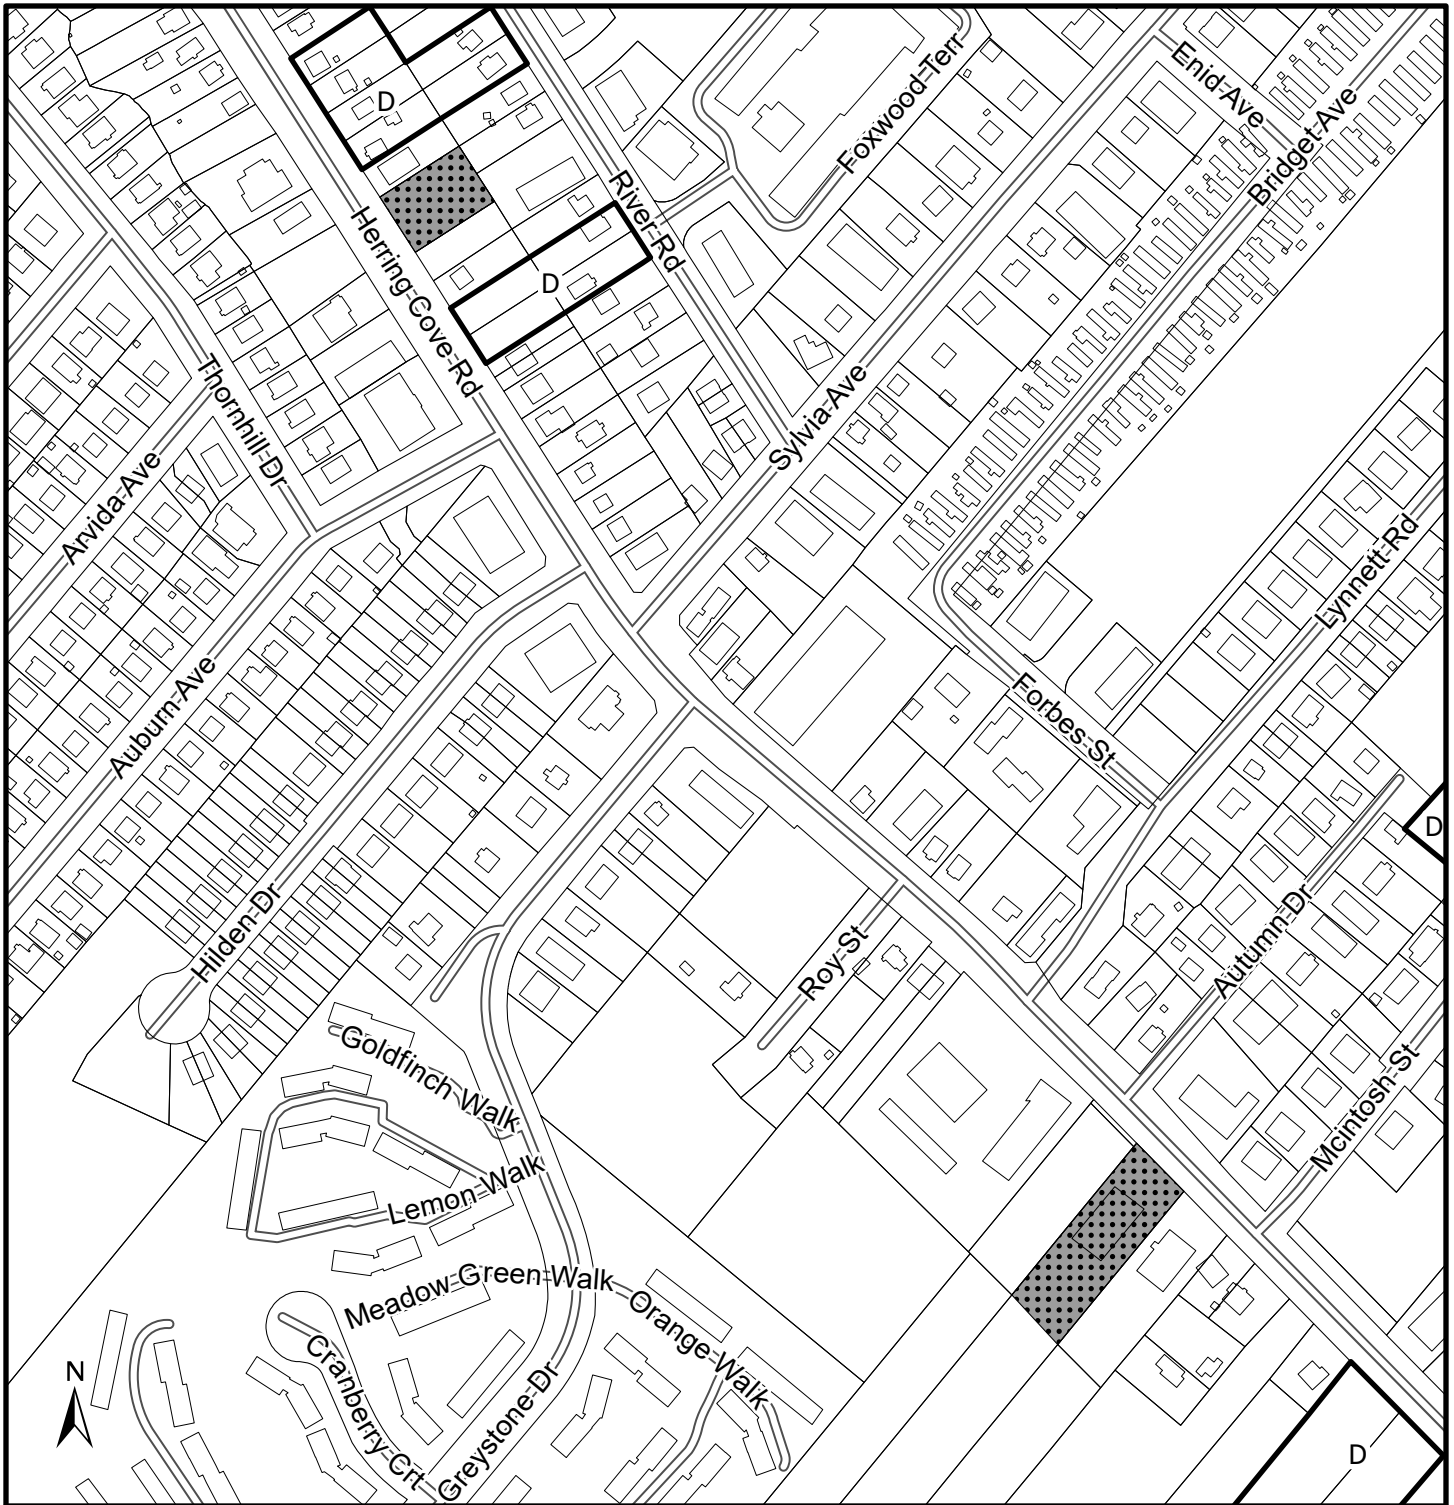 Foxwood-Terr
Enid-Ave
Bridget-Ave
D
River-Rd
Herring-Cove-Rd
D
Thornhill-Dr
Sylvia-Ave
Arvida-Ave
Lynnett-Rd
Auburn-Ave
Forbes-St
D
Hilden-Dr
Roy-St
Autumn-Dr
Goldfinch-Walk
Mcintosh-St
Lemon-Walk
Meadow-Green-Walk
Orange-Walk
Cranberry-Crt
Greystone-Dr
N
D